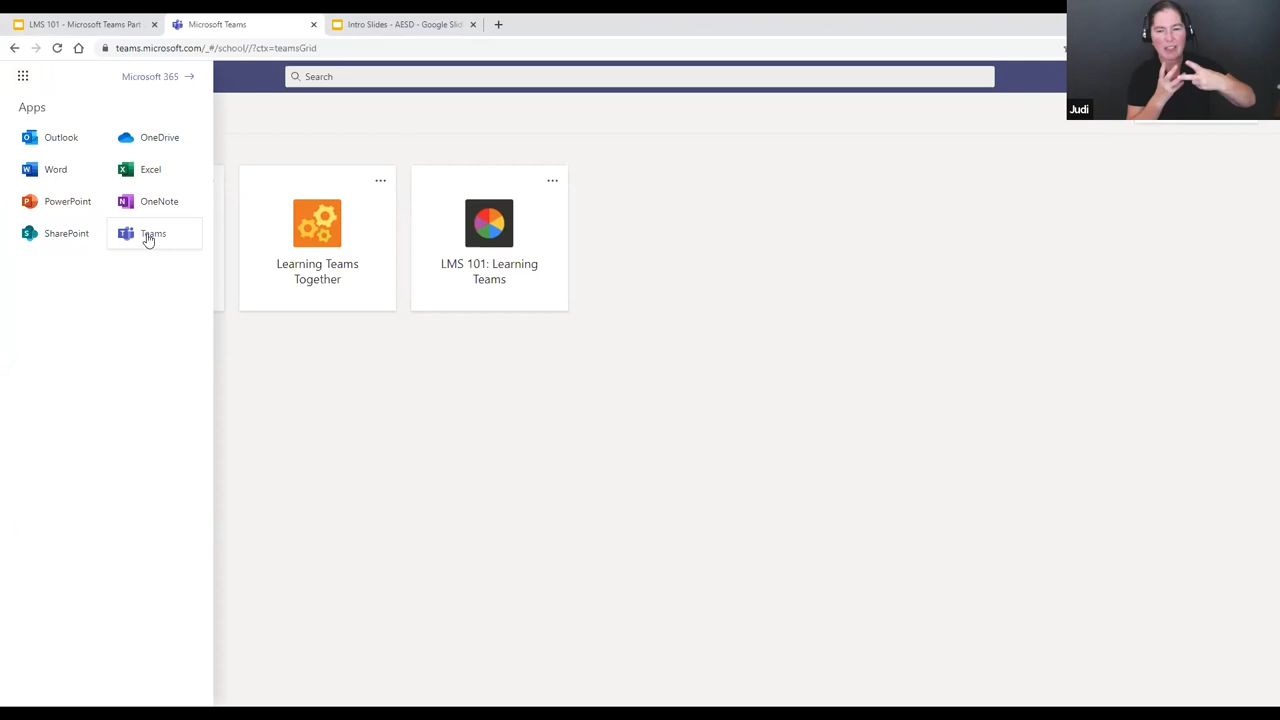 LMS 101 - Microsoft Teams Part
Microsoft Teams
Intro Slides - AESD - Google Slid
teams.microsoft.com/_#/school//?ctx=teamsGrid
Microsoft 365 →
Search
Judi
Apps
Outlook
OneDrive
Word
Excel
PowerPoint
OneNote
SharePoint
Teams
Learning Teams
Together
LMS 101: Learning
Teams